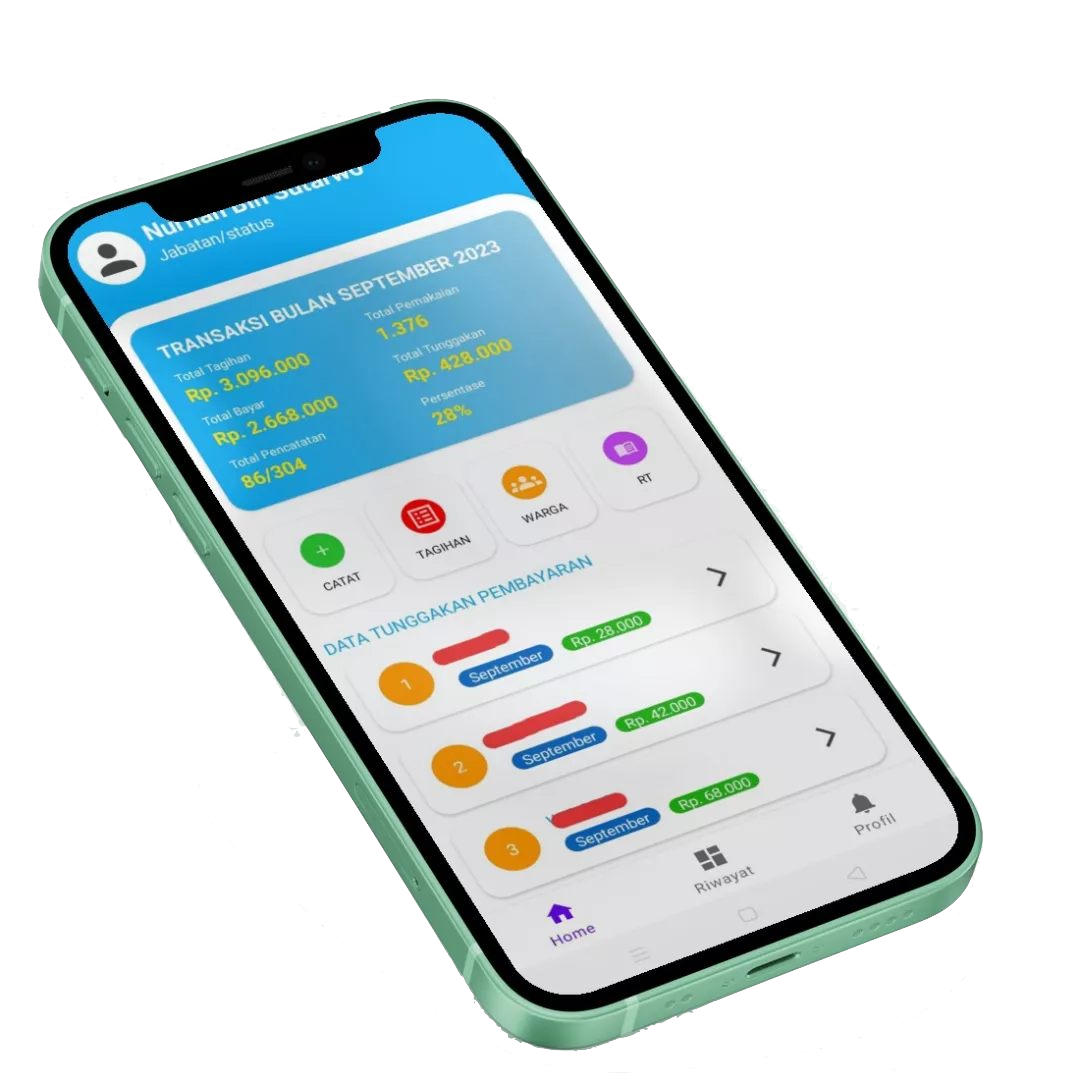 Bin
Jabatan/status
TRANSAKSI BULAN SEPTEMBER 2023
Total Tagihan
Rp. 3.096.000
Total Pemakaian
1.376
Total Bayar
Rp. 2.668.000
Total Tunggakan
Rp. 428.000
Total Pencatatan
86/304
Persentase
28%
CATAT
TAGIHAN
WARGA
RT
DATA TUNGGAKAN PEMBAYARAN
1
September
Rp. 28.000
2
September
Rp. 42.000
3
September
Rp. 68.000
Home
Riwayat
Profil